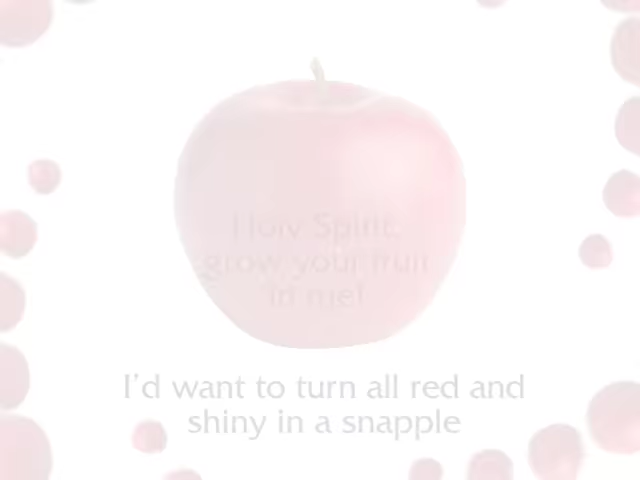 Holy Spirit:
grow your fruit
in me!
I'd want to turn all red and
shiny in a snapple